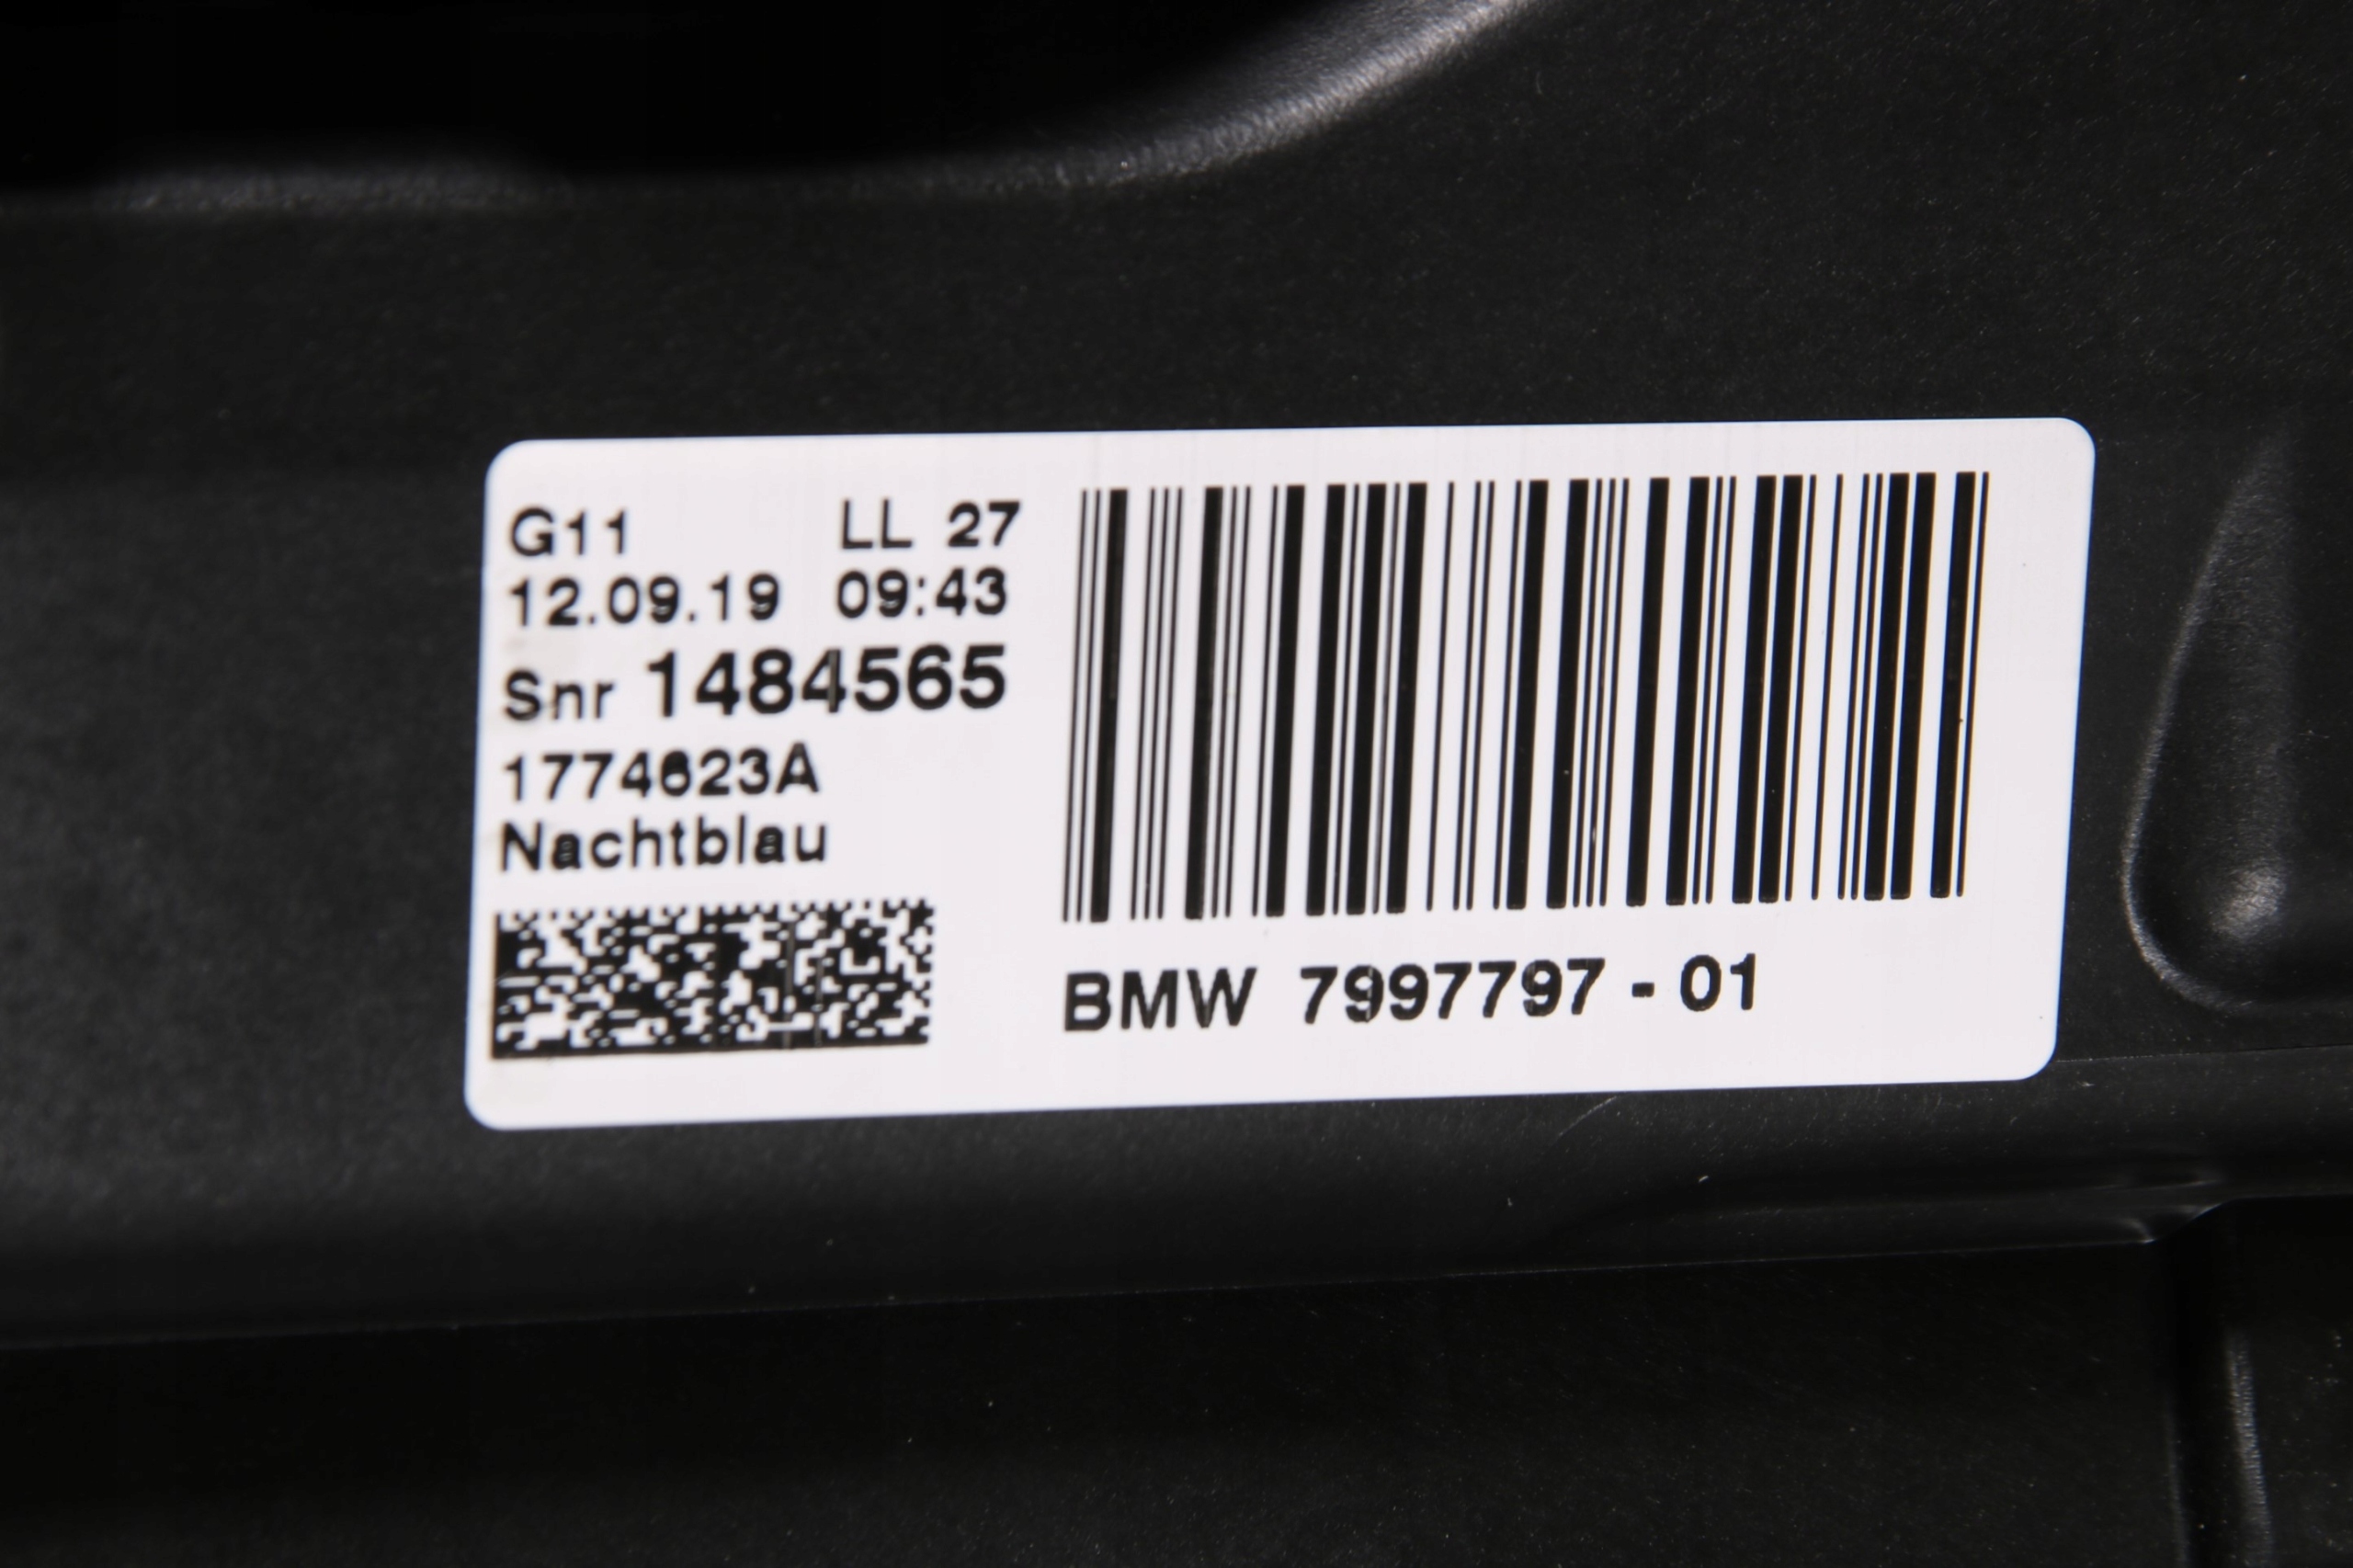 G11 LL 27
12.09.19 09:43
Snr 1484565
1774623A
Nachtblau
BMW 7997797 - 01